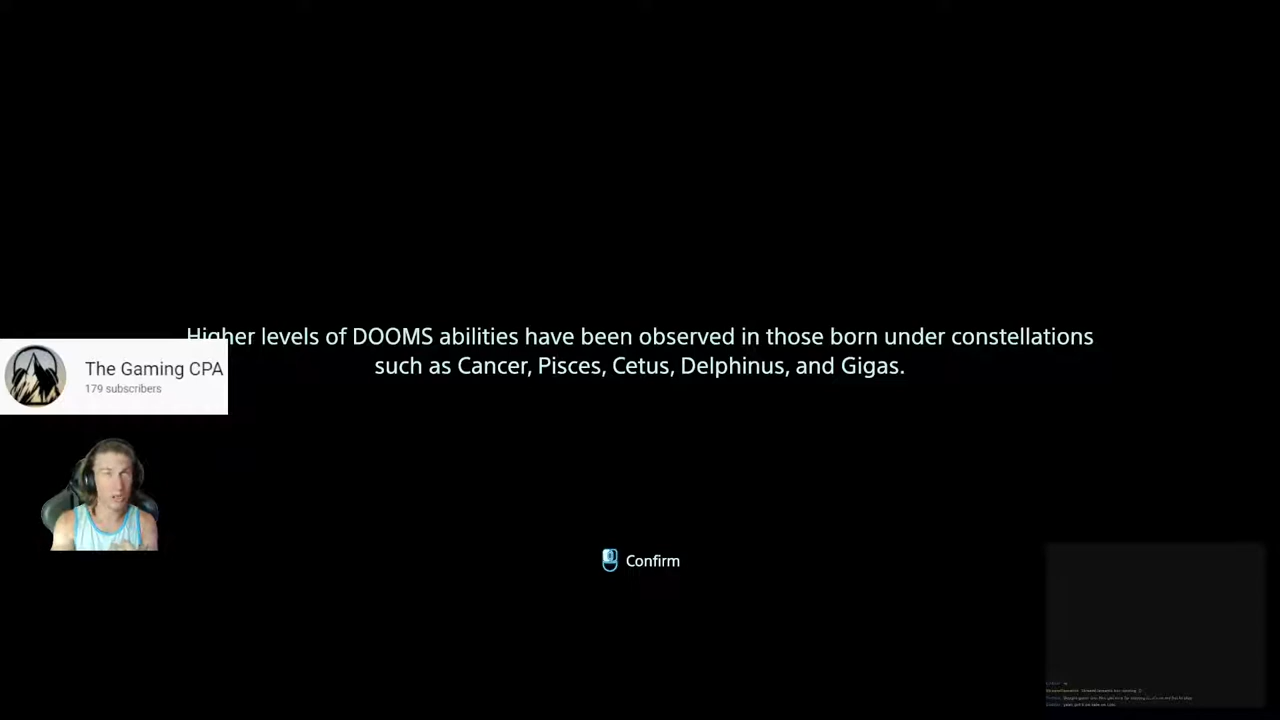 Higher levels of DOOMS abilities have been observed in those born under constellations
such as Cancer, Pisces, Cetus, Delphinus, and Gigas.
The Gaming CPA
179 subscribers
Confirm